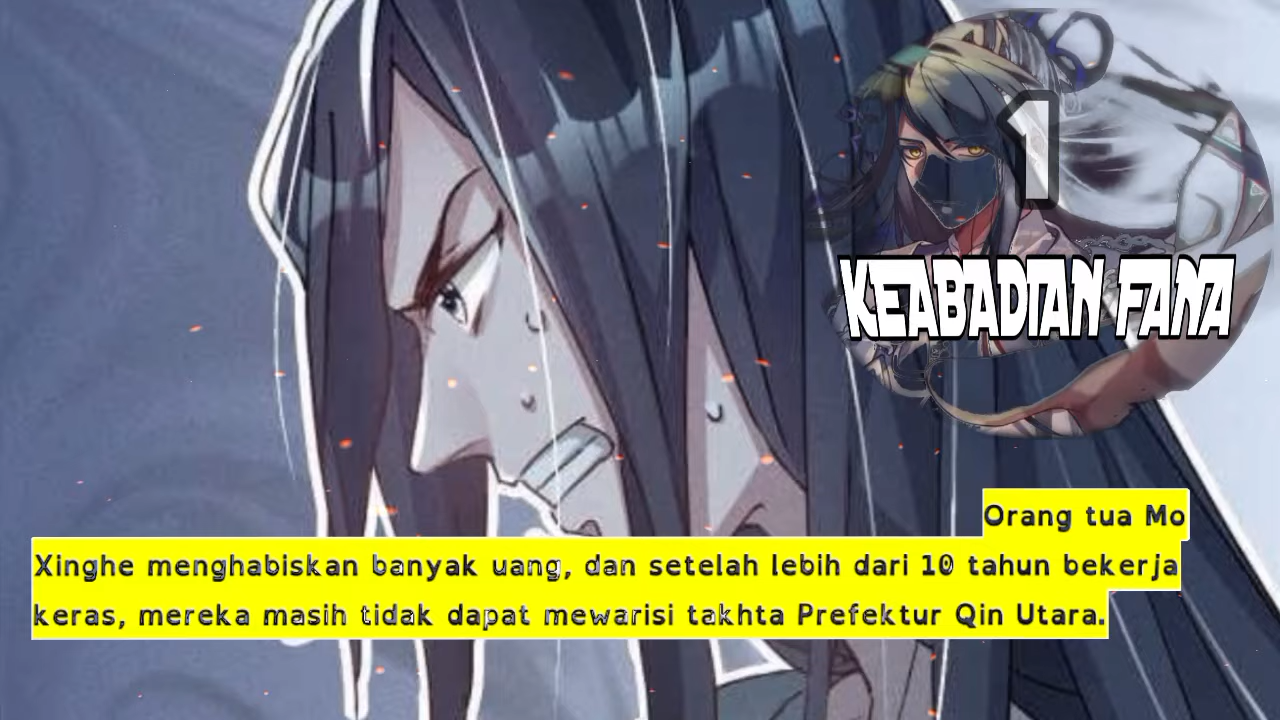 1
KEABADIAN FANA
Orang tua Mo
Xinghe menghabiskan banyak uang, dan setelah lebih dari 10 tahun bekerja
keras, mereka masih tidak dapat mewarisi takhta Prefektur Qin Utara.